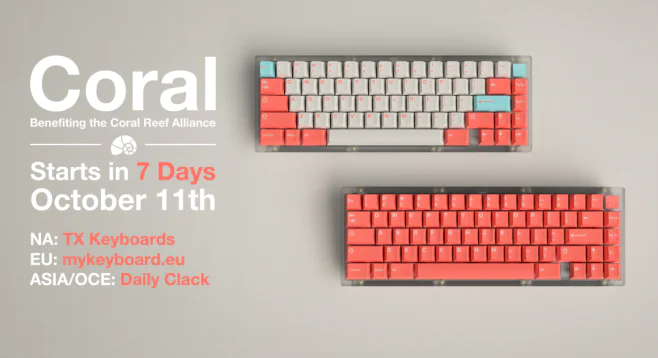 Coral
Benefiting the Coral Reef Alliance
Starts in 7 Days
October 11th
NA: TX Keyboards
EU: mykeyboard.eu
ASIA/OCE: Daily Clack